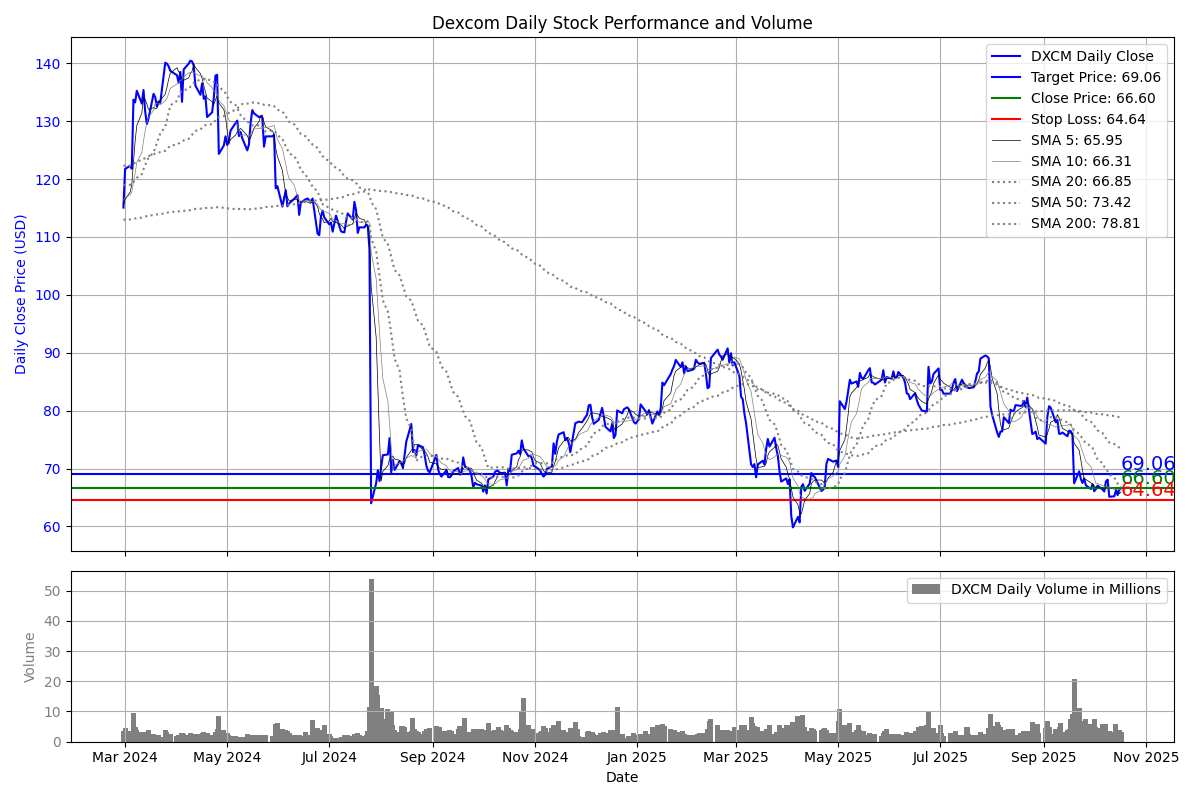 Dexcom Daily Stock Performance and Volume
140
130
120
110
100
90
80
70
60
Daily Close Price (USD)
DXCM Daily Close
Target Price: 69.06
Close Price: 66.60
Stop Loss: 64.64
SMA 5: 65.95
SMA 10: 66.31
SMA 20: 66.85
SMA 50: 73.42
SMA 200: 78.81
69.06
66.60
64.64
50
40
30
20
10
0
Volume
DXCM Daily Volume in Millions
Mar 2024 May 2024 Jul 2024 Sep 2024 Nov 2024 Jan 2025 Mar 2025 May 2025 Jul 2025 Sep 2025 Nov 2025
Date